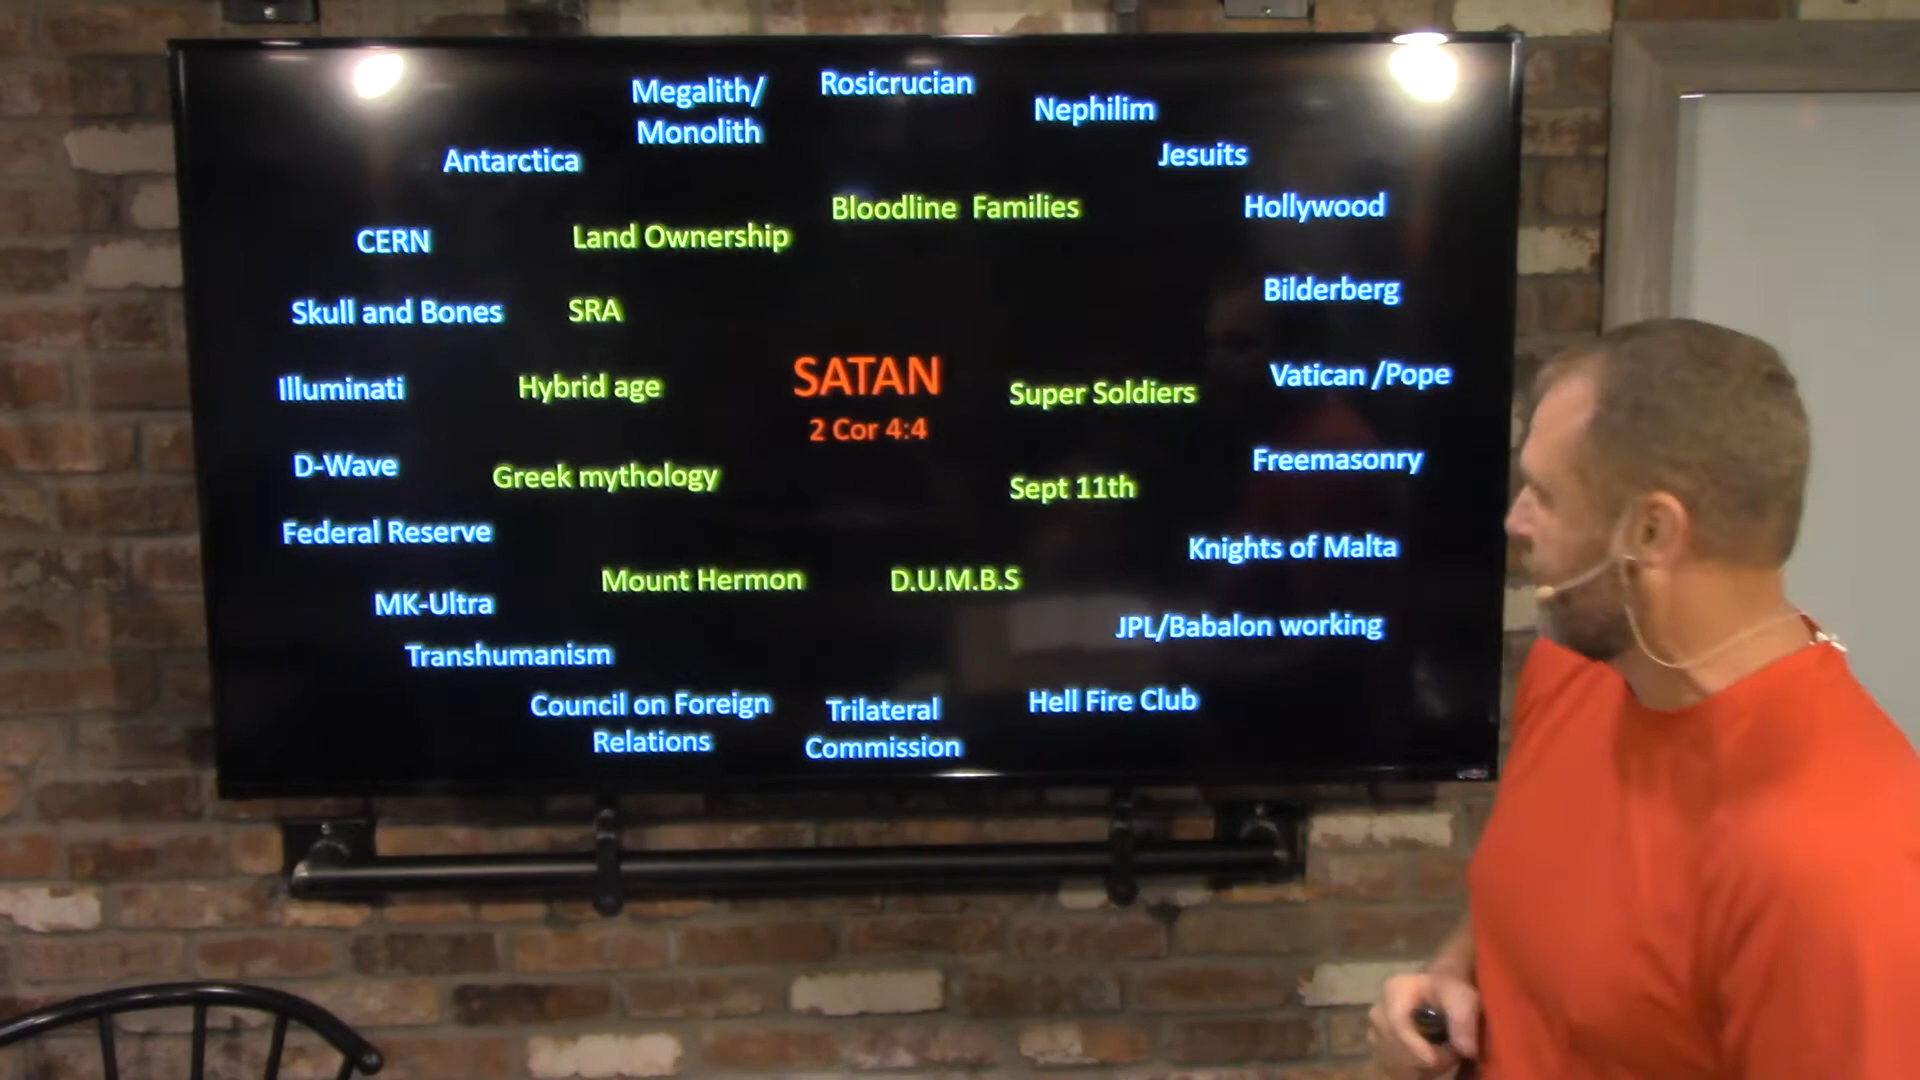 Megalith/
Monolith
Rosicrucian
Nephilim
Antarctica
Jesuits
Bloodline Families
Hollywood
CERN
Land Ownership
Bilderberg
Skull and Bones
SRA
SATAN
2 Cor 4:4
Vatican /Pope
Illuminati
Hybrid age
Super Soldiers
Freemasonry
D-Wave
Greek mythology
Sept 11th
Federal Reserve
Knights of Malta
Mount Hermon
D.U.M.B.S
MK-Ultra
JPL/Babalon working
Transhumanism
Council on Foreign
Relations
Trilateral
Commission
Hell Fire Club